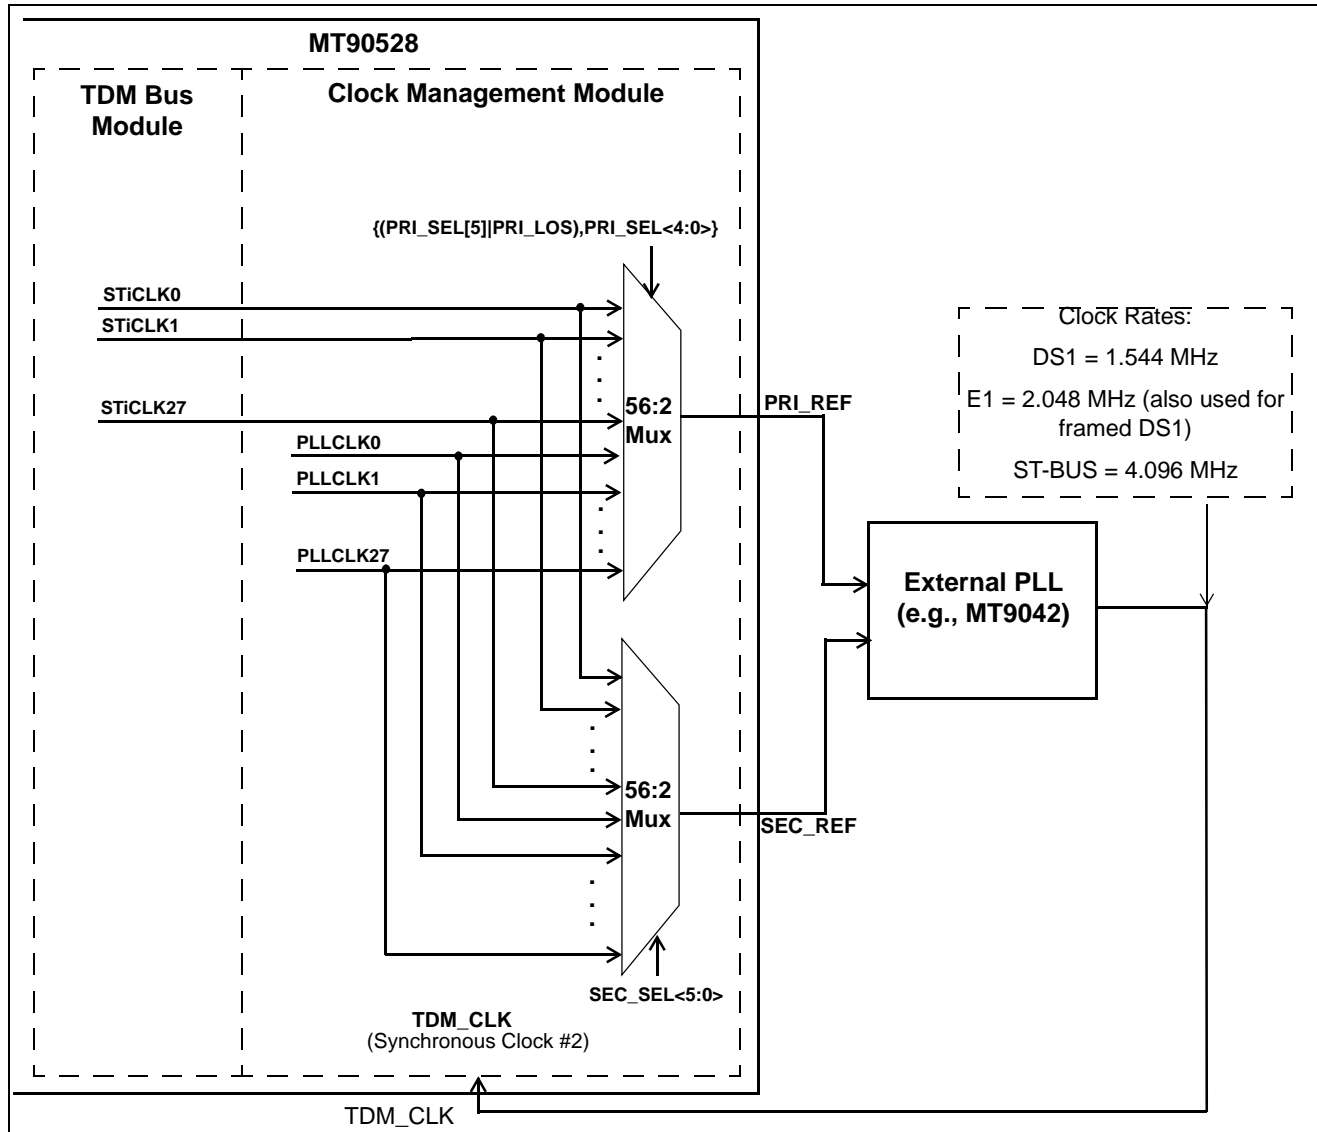 MT90528
TDM Bus
Module
Clock Management Module
{(PRI_SEL[5]|PRI_LOS),PRI_SEL<4:0>}
STiCLK0
STiCLK1
STiCLK27
PLLCLK0
PLLCLK1
PLLCLK27
56:2
Mux
PRI_REF
Clock Rates:
DS1 = 1.544 MHz
E1 = 2.048 MHz (also used for
framed DS1)
ST-BUS = 4.096 MHz
External PLL
(e.g., MT9042)
56:2
Mux
SEC_REF
SEC_SEL<5:0>
TDM_CLK
(Synchronous Clock #2)
TDM_CLK